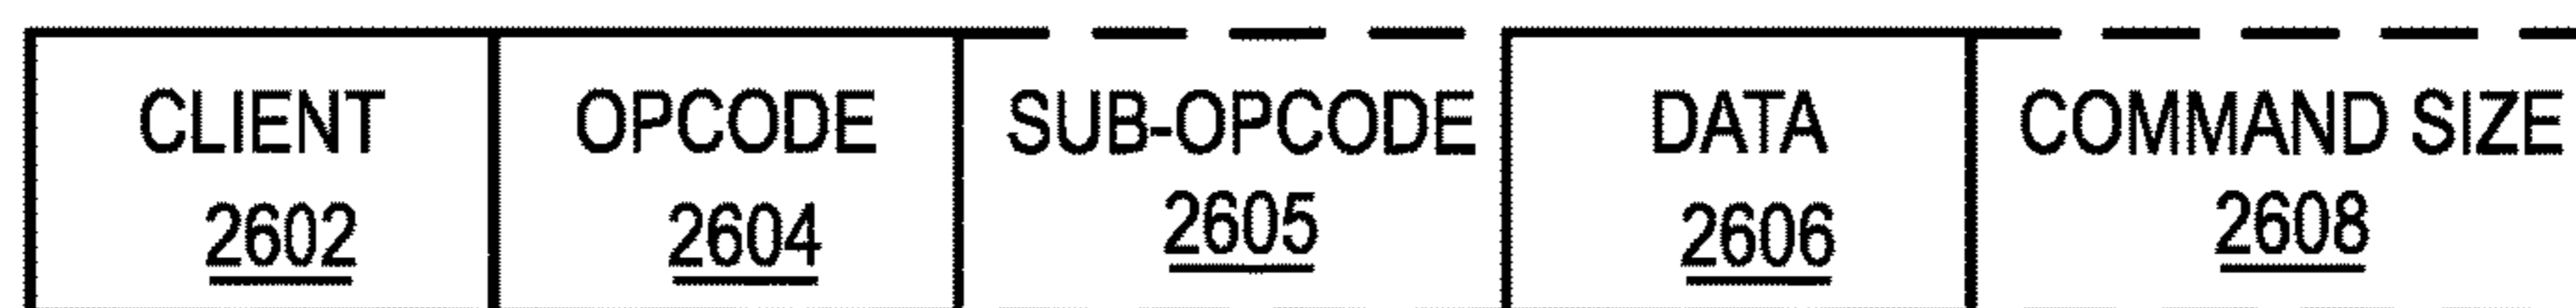 CLIENT OPCODE SUB-OPCODE DATA COMMAND SIZE
2602 2604 2605 2606 2608